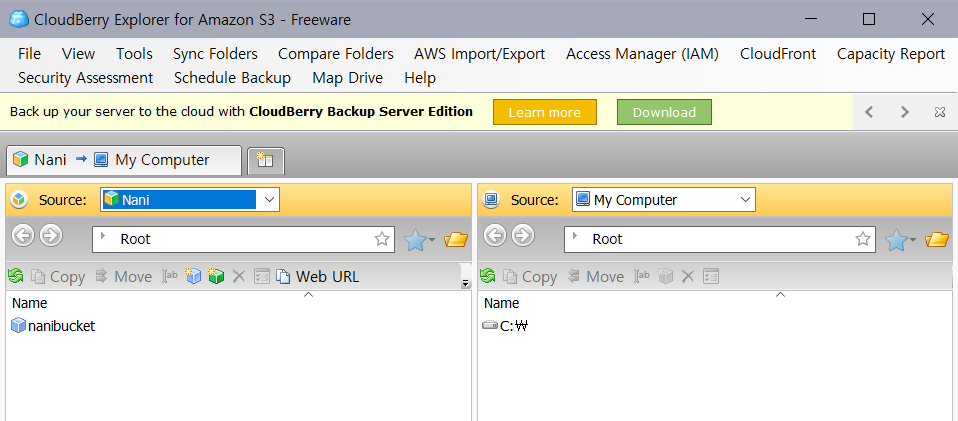 CloudBerry Explorer for Amazon S3 - Freeware
File View Tools Sync Folders Compare Folders AWS Import/Export Access Manager (IAM) CloudFront Capacity Report
Security Assessment Schedule Backup Map Drive Help
Back up your server to the cloud with CloudBerry Backup Server Edition Learn more Download
Nani → My Computer
Source: Nani
Root
Copy Move Web URL
Name
nanibucket
Source: My Computer
Root
Copy Move
Name
C:₩